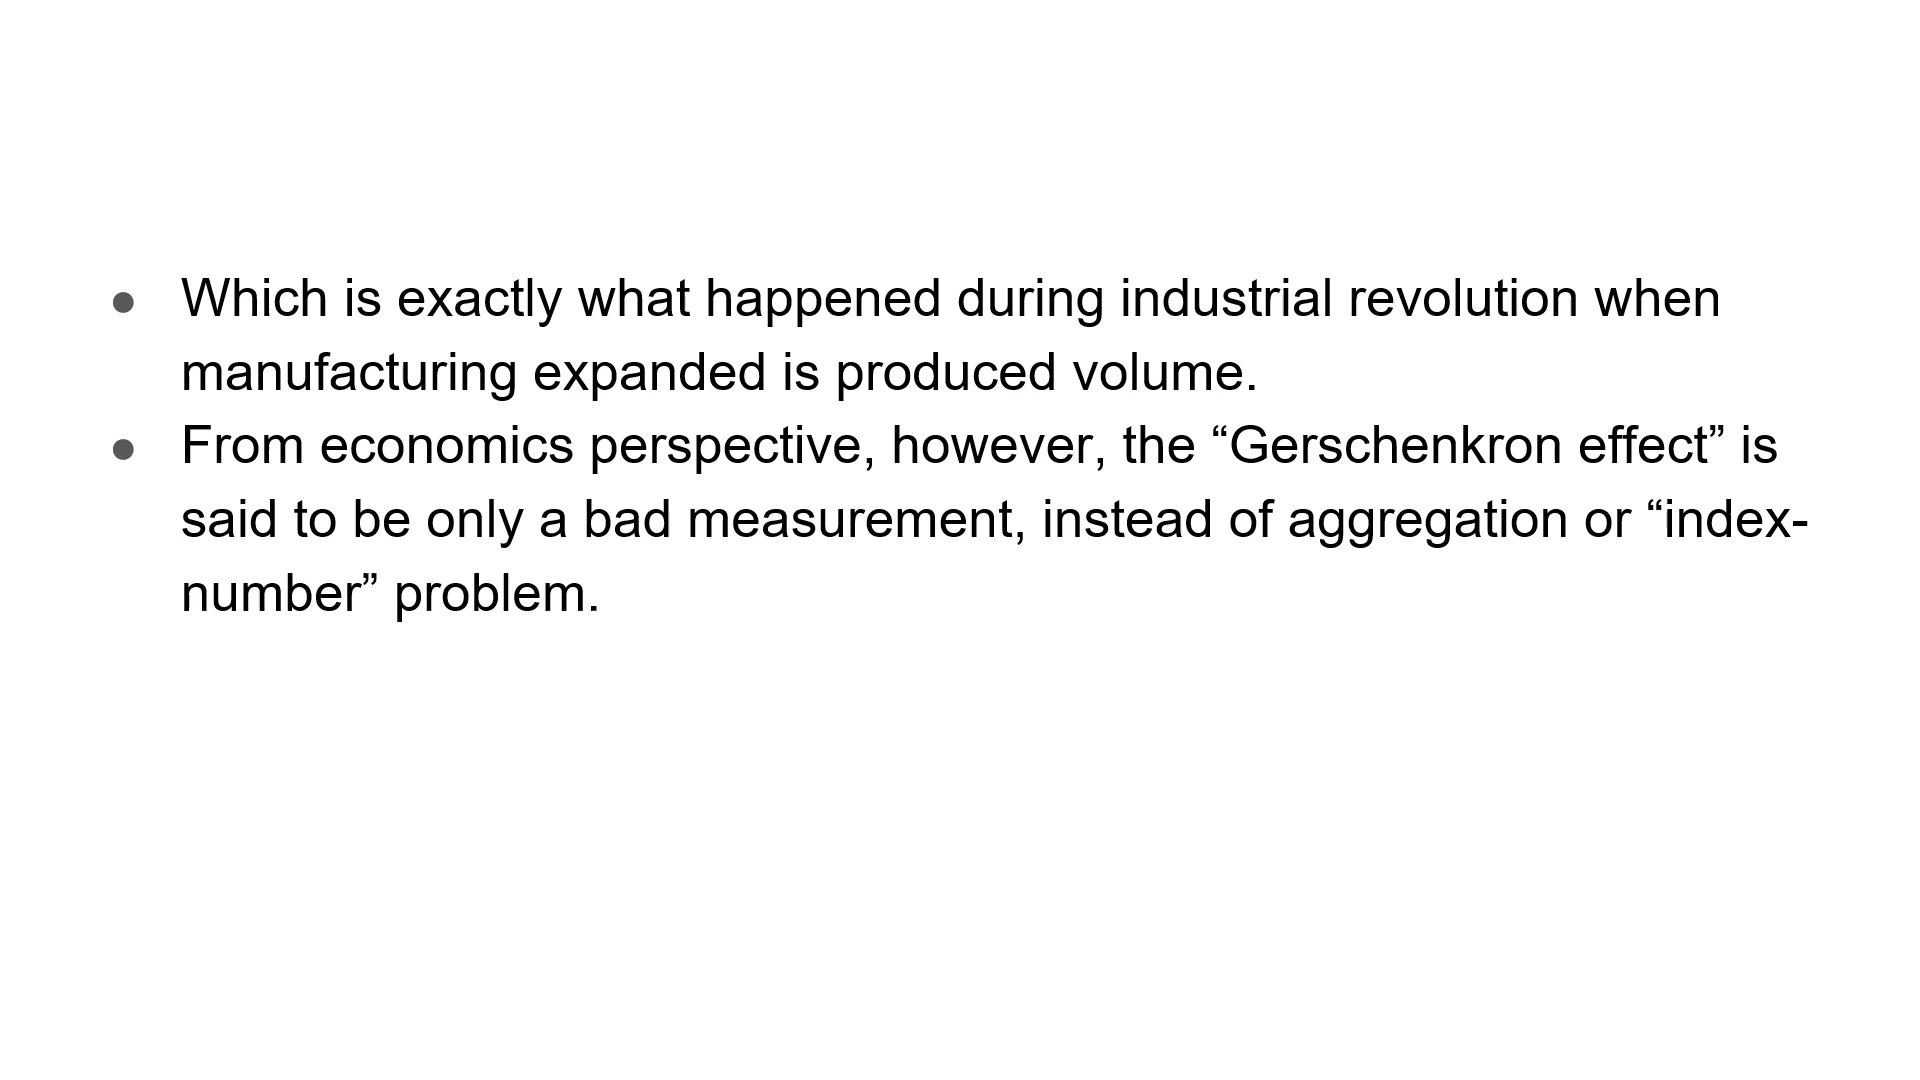 ● Which is exactly what happened during industrial revolution when
manufacturing expanded is produced volume.
● From economics perspective, however, the “Gerschenkron effect” is
said to be only a bad measurement, instead of aggregation or “index-
number” problem.